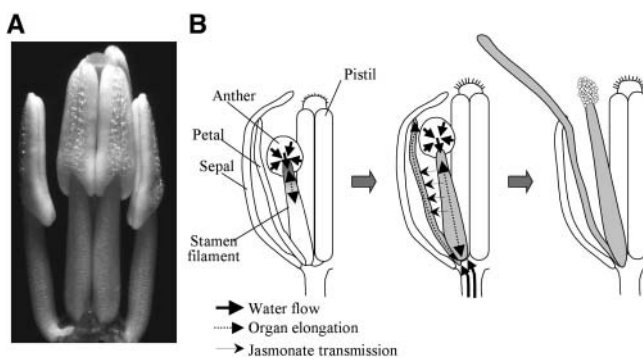 A
B
Pistil
Anther
Petal
Sepal
Stamen
filament
Water flow
Organ elongation
Jasmonate transmission